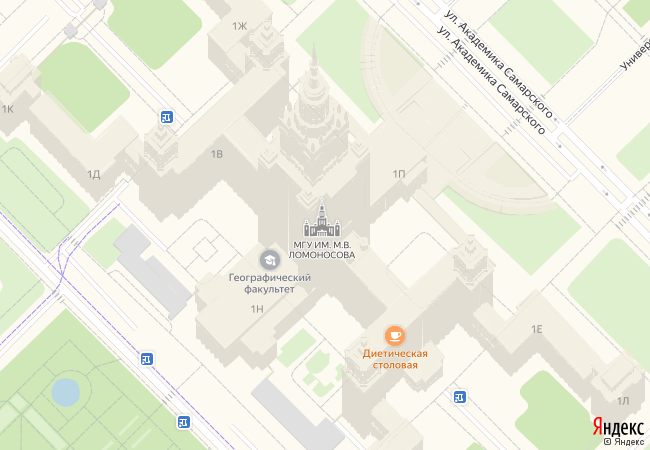 ул. Академика Самарского
ул. Академика Самарского
Универ
1Ж
1К
1Д
1В
1П
МГУ ИМ. М.В.
ЛОМОНОСОВА
Географический
факультет
1Н
Диетическая
столовая
1Е
1Л
Яндекс
© Яндекс